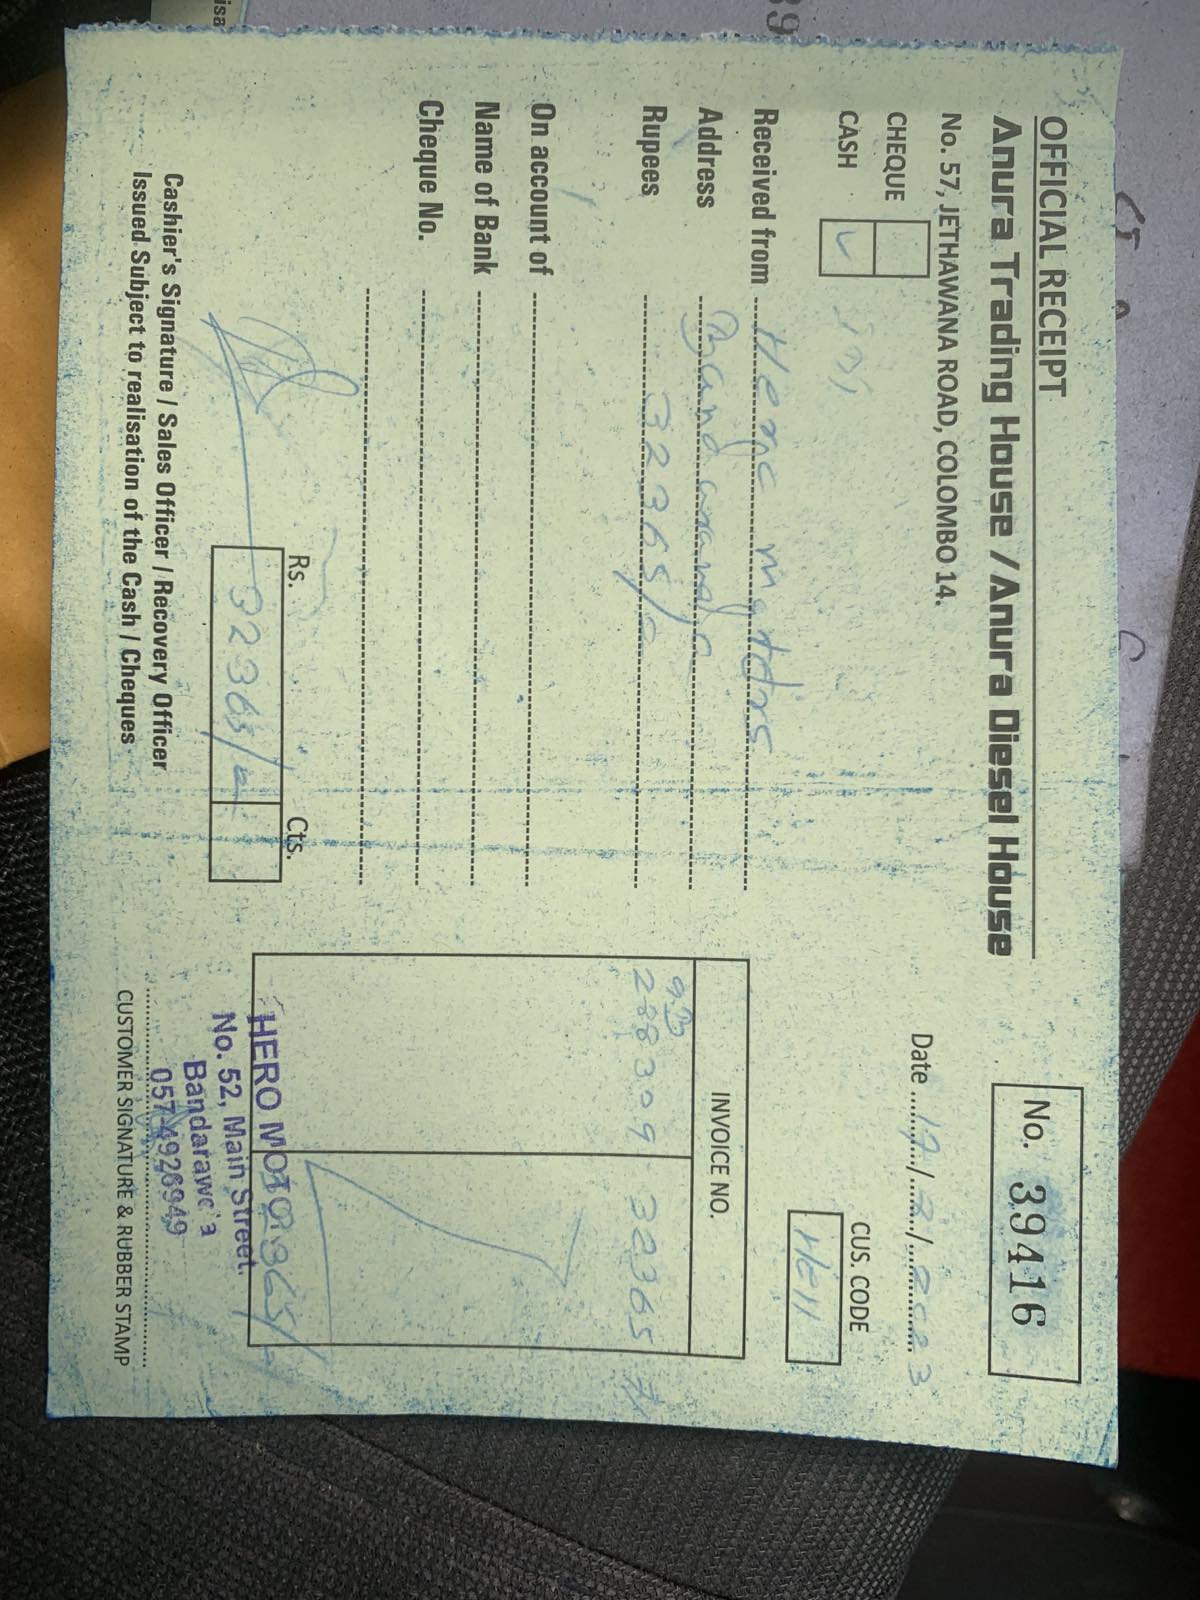 OFFICIAL RECEIPT
Anura Trading House / Anura Diesel House
No. 57, JETHAWANA ROAD, COLOMBO 14.
No. 39416
Date 17/2/2023
CHEQUE
CASH
CUS. CODE
Received from Hero motors
Address Bandarawela
Rupees 32365/=
On account of
Name of Bank
Cheque No.
INVOICE NO.
288309 32365
32365/=
Rs. Cts.
32365/=
HERO MOTORS
No. 52, Main Street,
Bandarawela
057-4926949
Cashier's Signature / Sales Officer / Recovery Officer
Issued Subject to realisation of the Cash / Cheques
CUSTOMER SIGNATURE & RUBBER STAMP